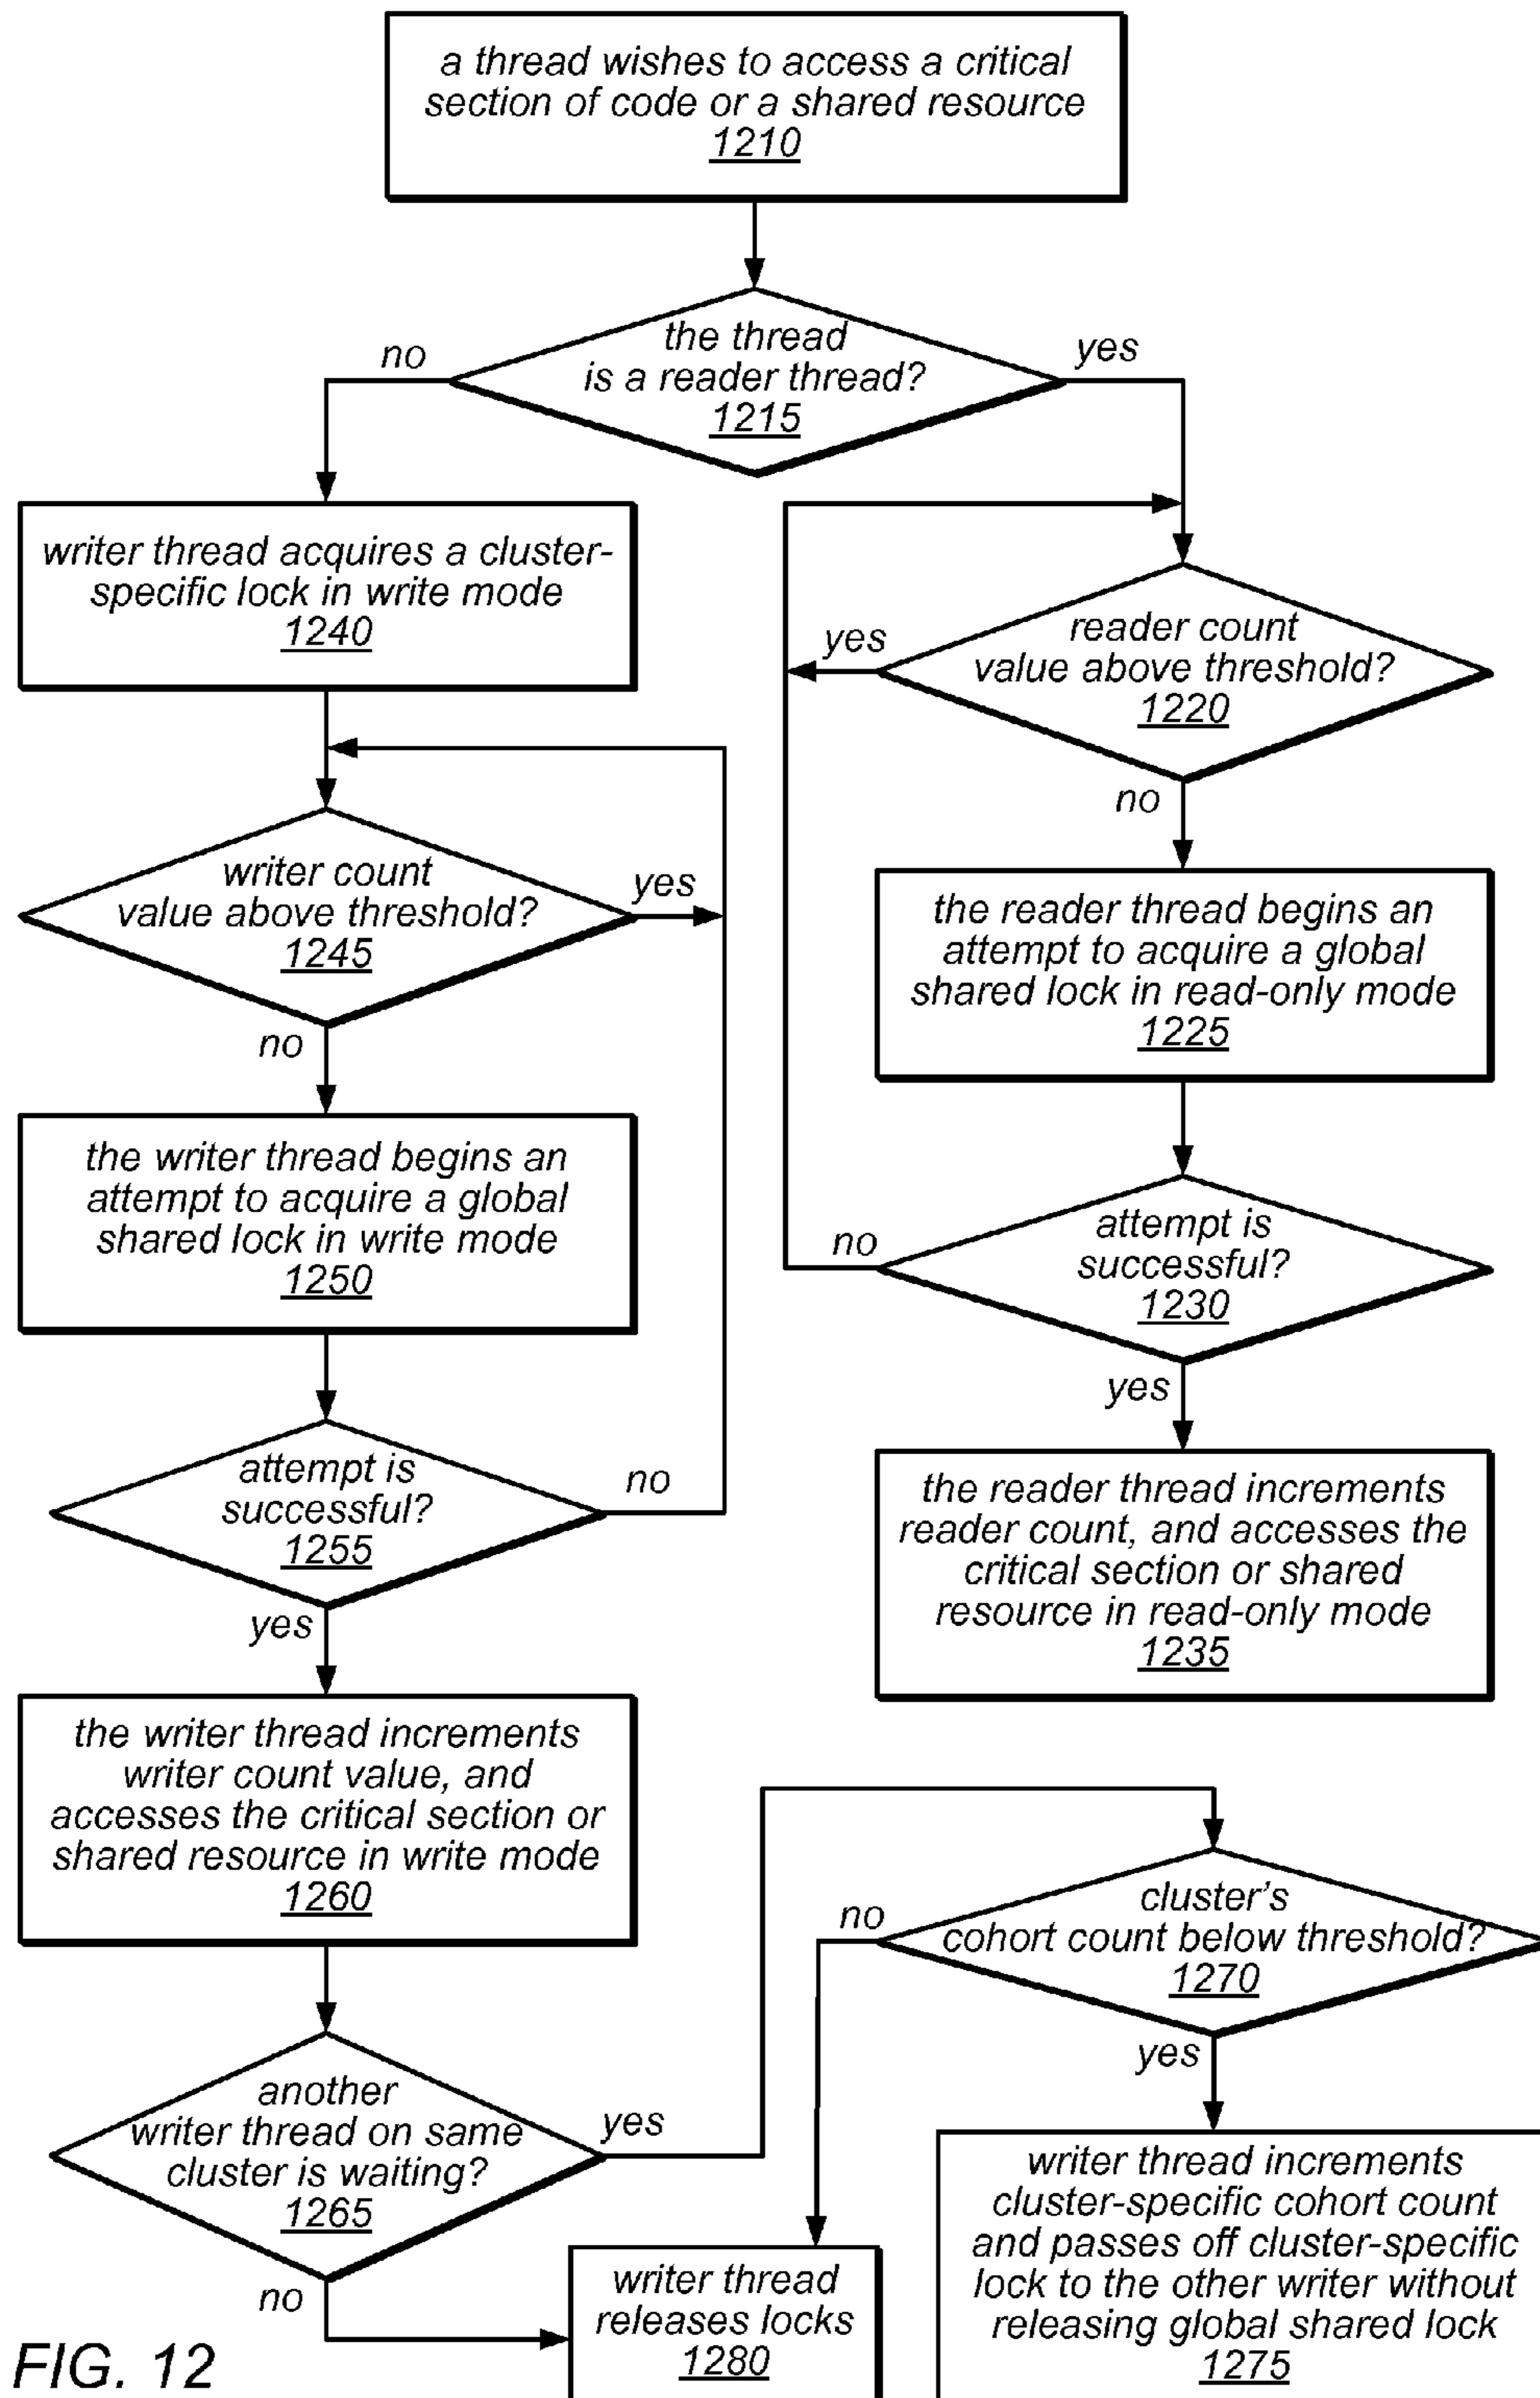 a thread wishes to access a critical
section of code or a shared resource
1210
the thread
is a reader thread?
1215
no
yes
writer thread acquires a cluster-
specific lock in write mode
1240
reader count
value above threshold?
1220
yes
no
writer count
value above threshold?
1245
yes
no
the reader thread begins an
attempt to acquire a global
shared lock in read-only mode
1225
the writer thread begins an
attempt to acquire a global
shared lock in write mode
1250
attempt is
successful?
1230
no
yes
attempt is
successful?
1255
no
yes
the reader thread increments
reader count, and accesses the
critical section or shared
resource in read-only mode
1235
the writer thread increments
writer count value, and
accesses the critical section or
shared resource in write mode
1260
cluster's
cohort count below threshold?
1270
no
yes
another
writer thread on same
cluster is waiting?
1265
yes
no
writer thread
releases locks
1280
writer thread increments
cluster-specific cohort count
and passes off cluster-specific
lock to the other writer without
releasing global shared lock
1275
FIG. 12